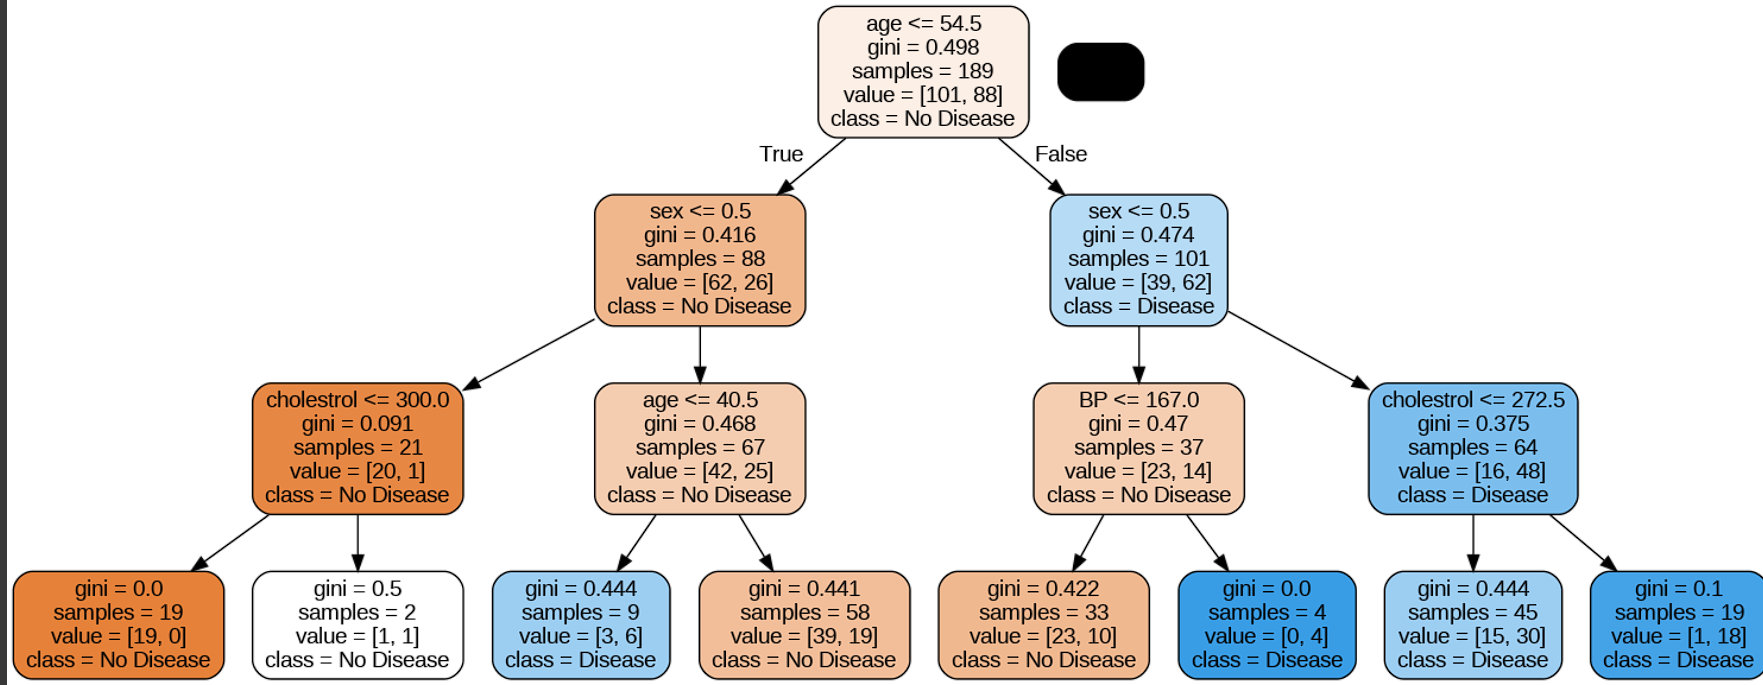 age <= 54.5
gini = 0.498
samples = 189
value = [101, 88]
class = No Disease
True
False
sex <= 0.5
gini = 0.416
samples = 88
value = [62, 26]
class = No Disease
sex <= 0.5
gini = 0.474
samples = 101
value = [39, 62]
class = Disease
cholestrol <= 300.0
gini = 0.091
samples = 21
value = [20, 1]
class = No Disease
age <= 40.5
gini = 0.468
samples = 67
value = [42, 25]
class = No Disease
BP <= 167.0
gini = 0.47
samples = 37
value = [23, 14]
class = No Disease
cholestrol <= 272.5
gini = 0.375
samples = 64
value = [16, 48]
class = Disease
gini = 0.0
samples = 19
value = [19, 0]
class = No Disease
gini = 0.5
samples = 2
value = [1, 1]
class = No Disease
gini = 0.444
samples = 9
value = [3, 6]
class = Disease
gini = 0.441
samples = 58
value = [39, 19]
class = No Disease
gini = 0.422
samples = 33
value = [23, 10]
class = No Disease
gini = 0.0
samples = 4
value = [0, 4]
class = Disease
gini = 0.444
samples = 45
value = [15, 30]
class = Disease
gini = 0.1
samples = 19
value = [1, 18]
class = Disease